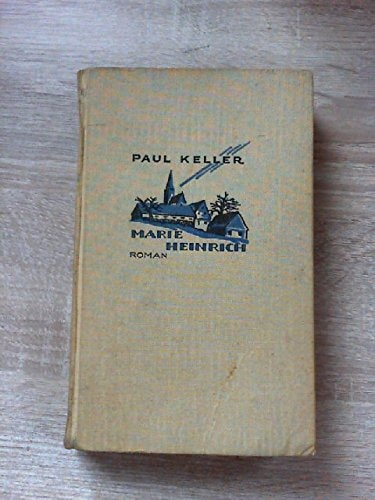 PAUL KELLER
MARIE
HEINRICH
ROMAN